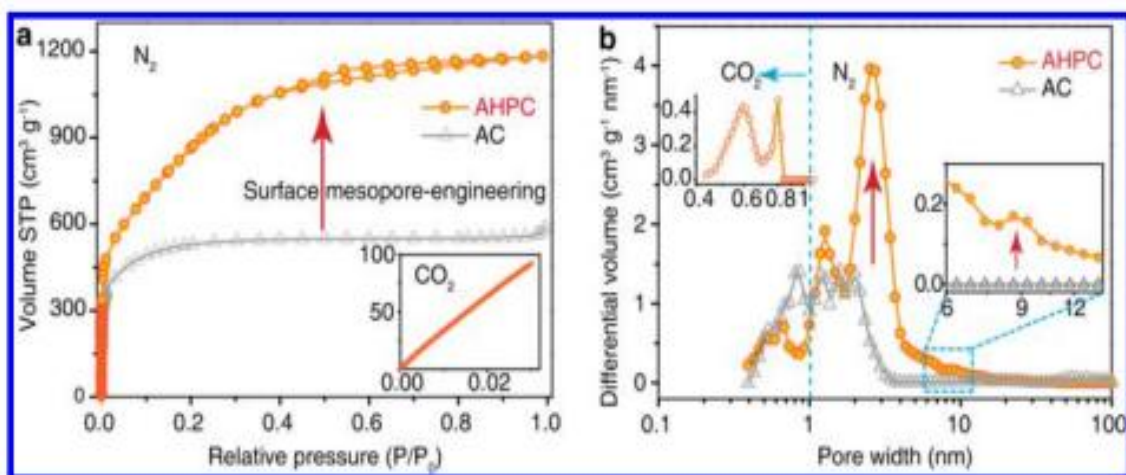 a
N₂
AHPC
AC
Surface mesopore-engineering
CO₂
100
50
0.00 0.02
1200
900
600
300
0
0.0 0.2 0.4 0.6 0.8 1.0
Relative pressure (P/P₀)
Volume STP (cm³ g⁻¹)
b
CO₂
N₂
AHPC
AC
0.4
0.2
0.0
0.4 0.6 0.8 1
0.2
0.0
6 9 12
4
3
2
1
0
0.1 1 10 100
Pore width (nm)
Differential volume (cm³ g⁻¹ nm⁻¹)